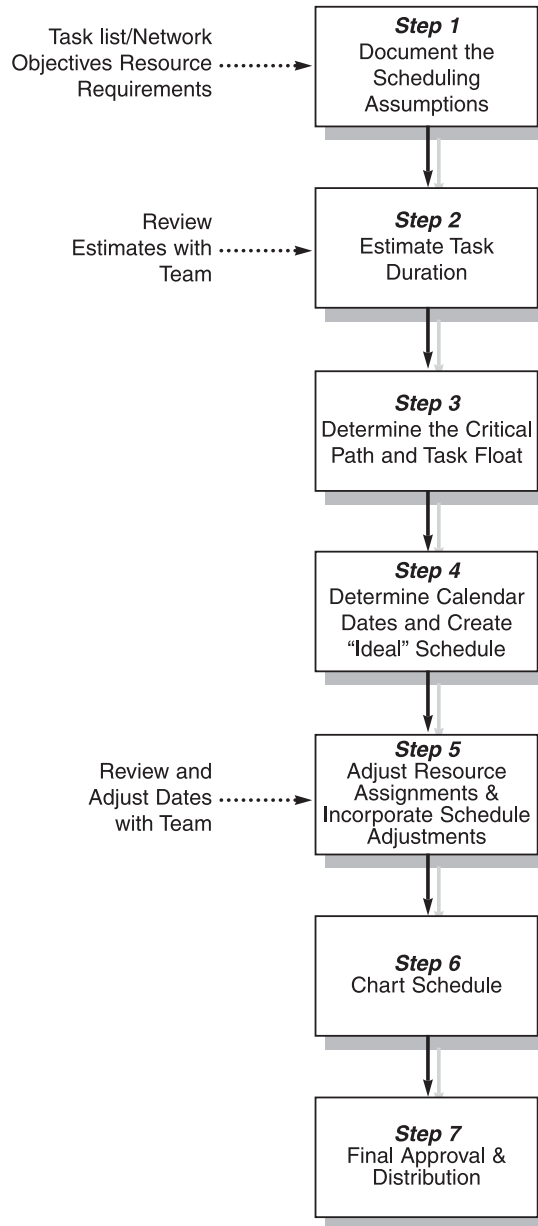 Task list/Network
Objectives Resource
Requirements
Step 1
Document the
Scheduling
Assumptions
Review
Estimates with
Team
Step 2
Estimate Task
Duration
Step 3
Determine the Critical
Path and Task Float
Step 4
Determine Calendar
Dates and Create
“Ideal” Schedule
Review and
Adjust Dates
with Team
Step 5
Adjust Resource
Assignments &
Incorporate Schedule
Adjustments
Step 6
Chart Schedule
Step 7
Final Approval &
Distribution